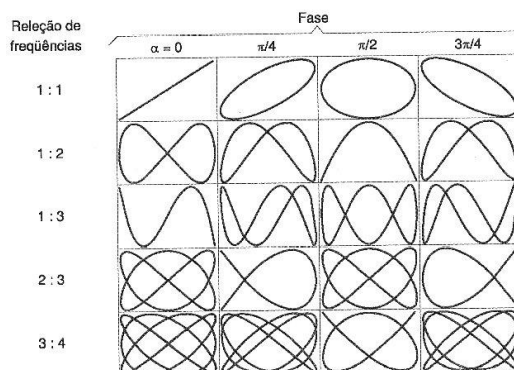 Releção de
freqüências
Fase
α = 0
π/4
π/2
3π/4
1 : 1
1 : 2
1 : 3
2 : 3
3 : 4